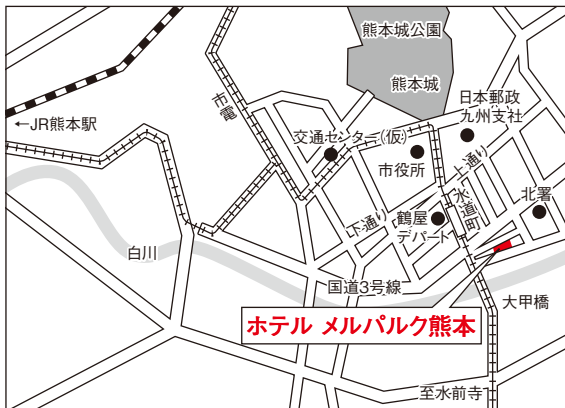 熊本城公園
熊本城
日本郵政
九州支社
市電
←JR熊本駅
交通センター(仮)
市役所
上通り
北署
水道町
鶴屋
デパート
下通り
白川
国道3号線
大甲橋
ホテル メルパルク熊本
至水前寺